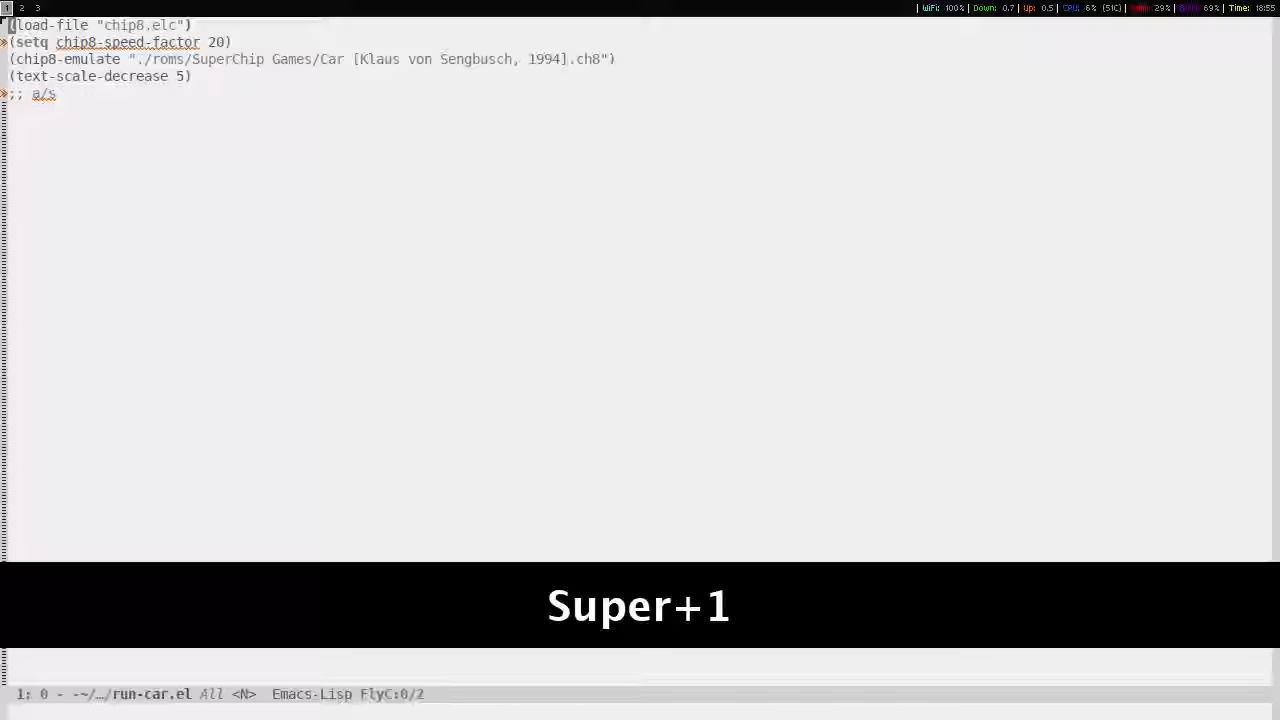 1 2 3 | WiFi: 100% | Down: 0.7 | Up: 0.5 | CPU: 6% (51C) | 29% | 69% | Time: 18:55
(load-file "chip8.elc")
(setq chip8-speed-factor 20)
(chip8-emulate "./roms/SuperChip Games/Car [Klaus von Sengbusch, 1994].ch8")
(text-scale-decrease 5)
;; a/s
Super+1
1: 0 - -~/…/run-car.el All <N> Emacs-Lisp FlyC:0/2